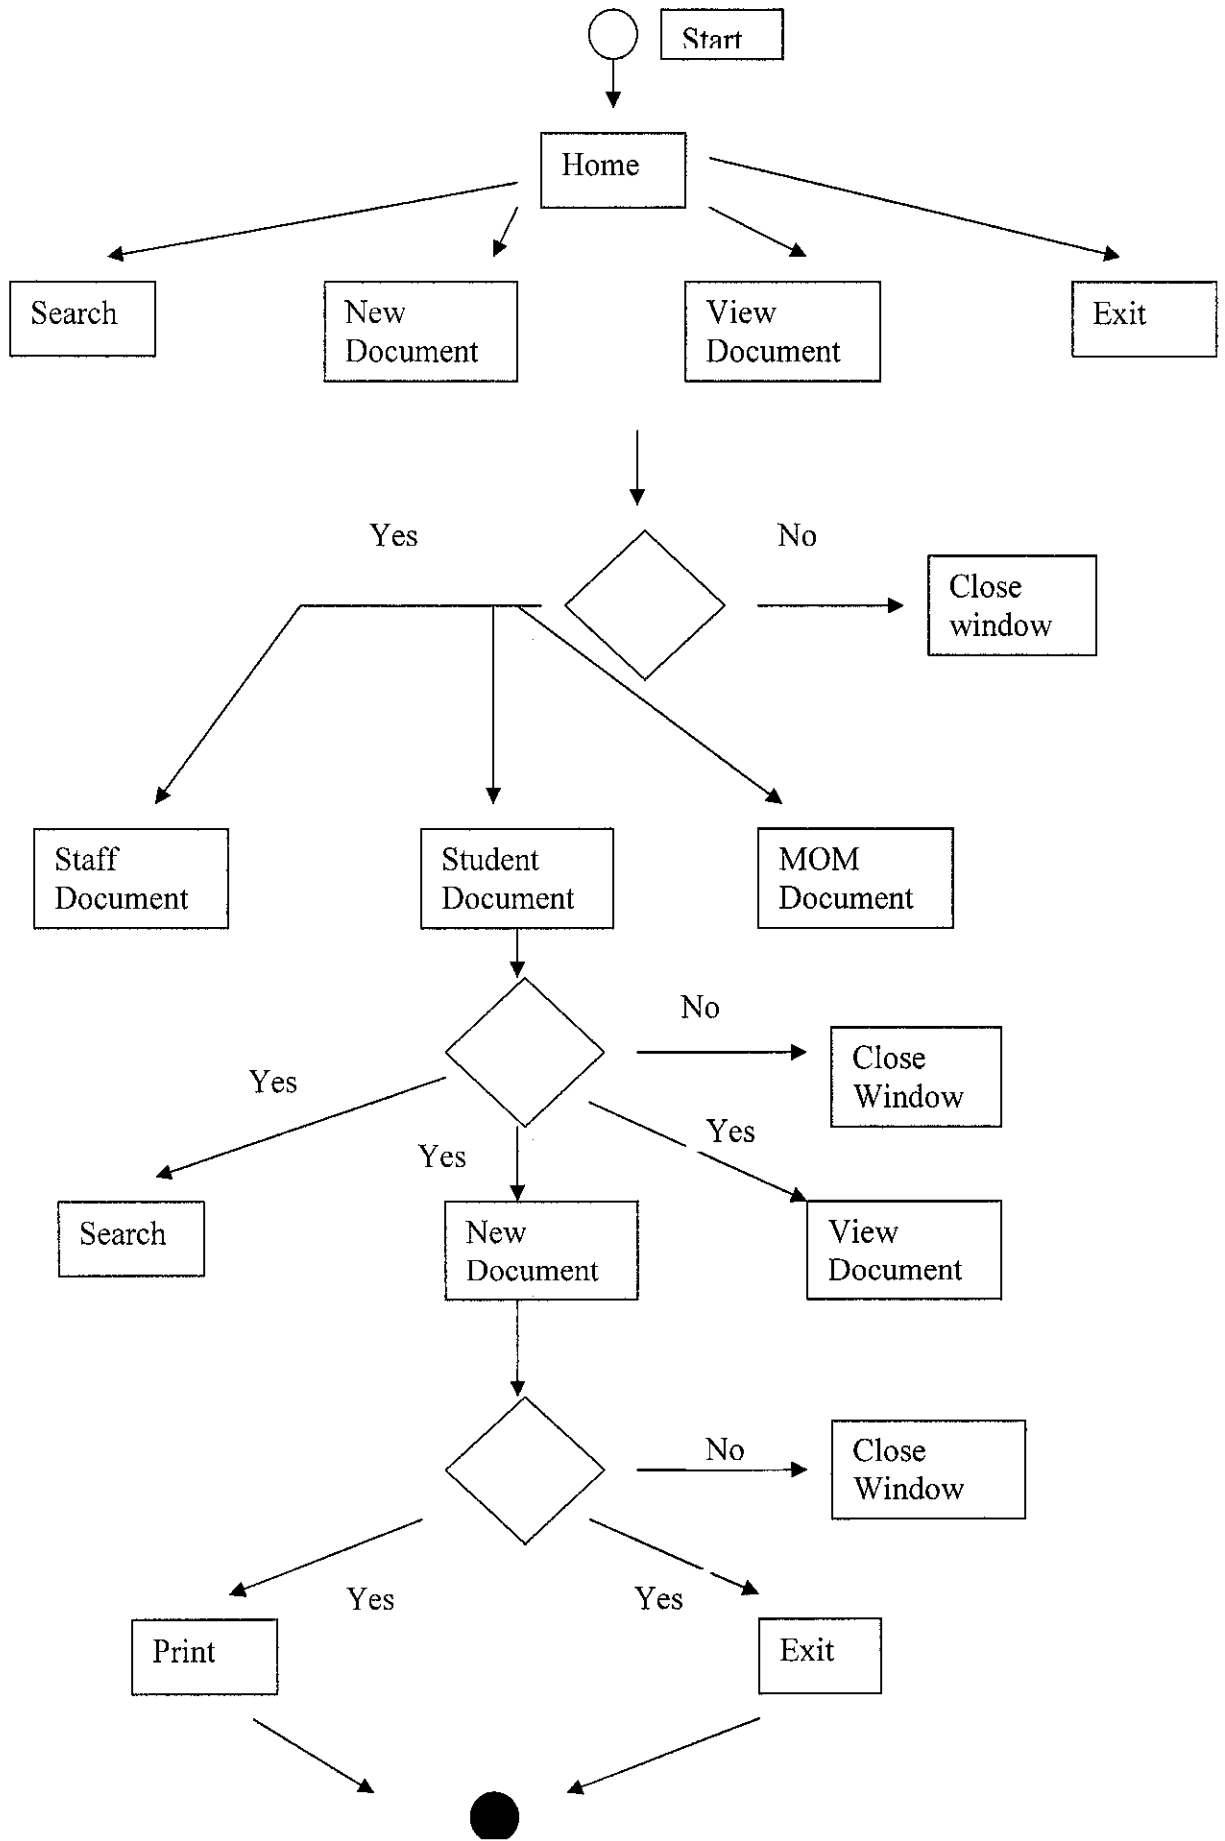 Start
Home
Search
New
Document
View
Document
Exit
Yes
No
Close
window
Staff
Document
Student
Document
MOM
Document
No
Close
Window
Yes
Yes
Yes
Search
New
Document
View
Document
No
Close
Window
Yes
Yes
Print
Exit